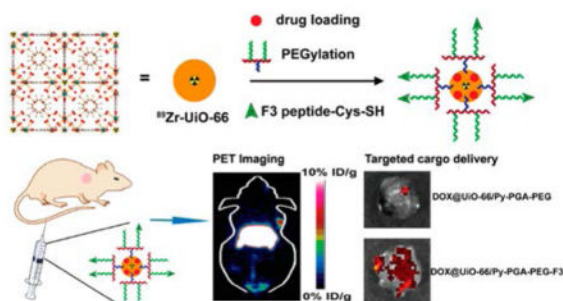 drug loading
PEGylation
F3 peptide-Cys-SH
=
⁸⁹Zr-UiO-66
PET Imaging
10% ID/g
0% ID/g
Targeted cargo delivery
DOX@UiO-66/Py-PGA-PEG
DOX@UiO-66/Py-PGA-PEG-F3